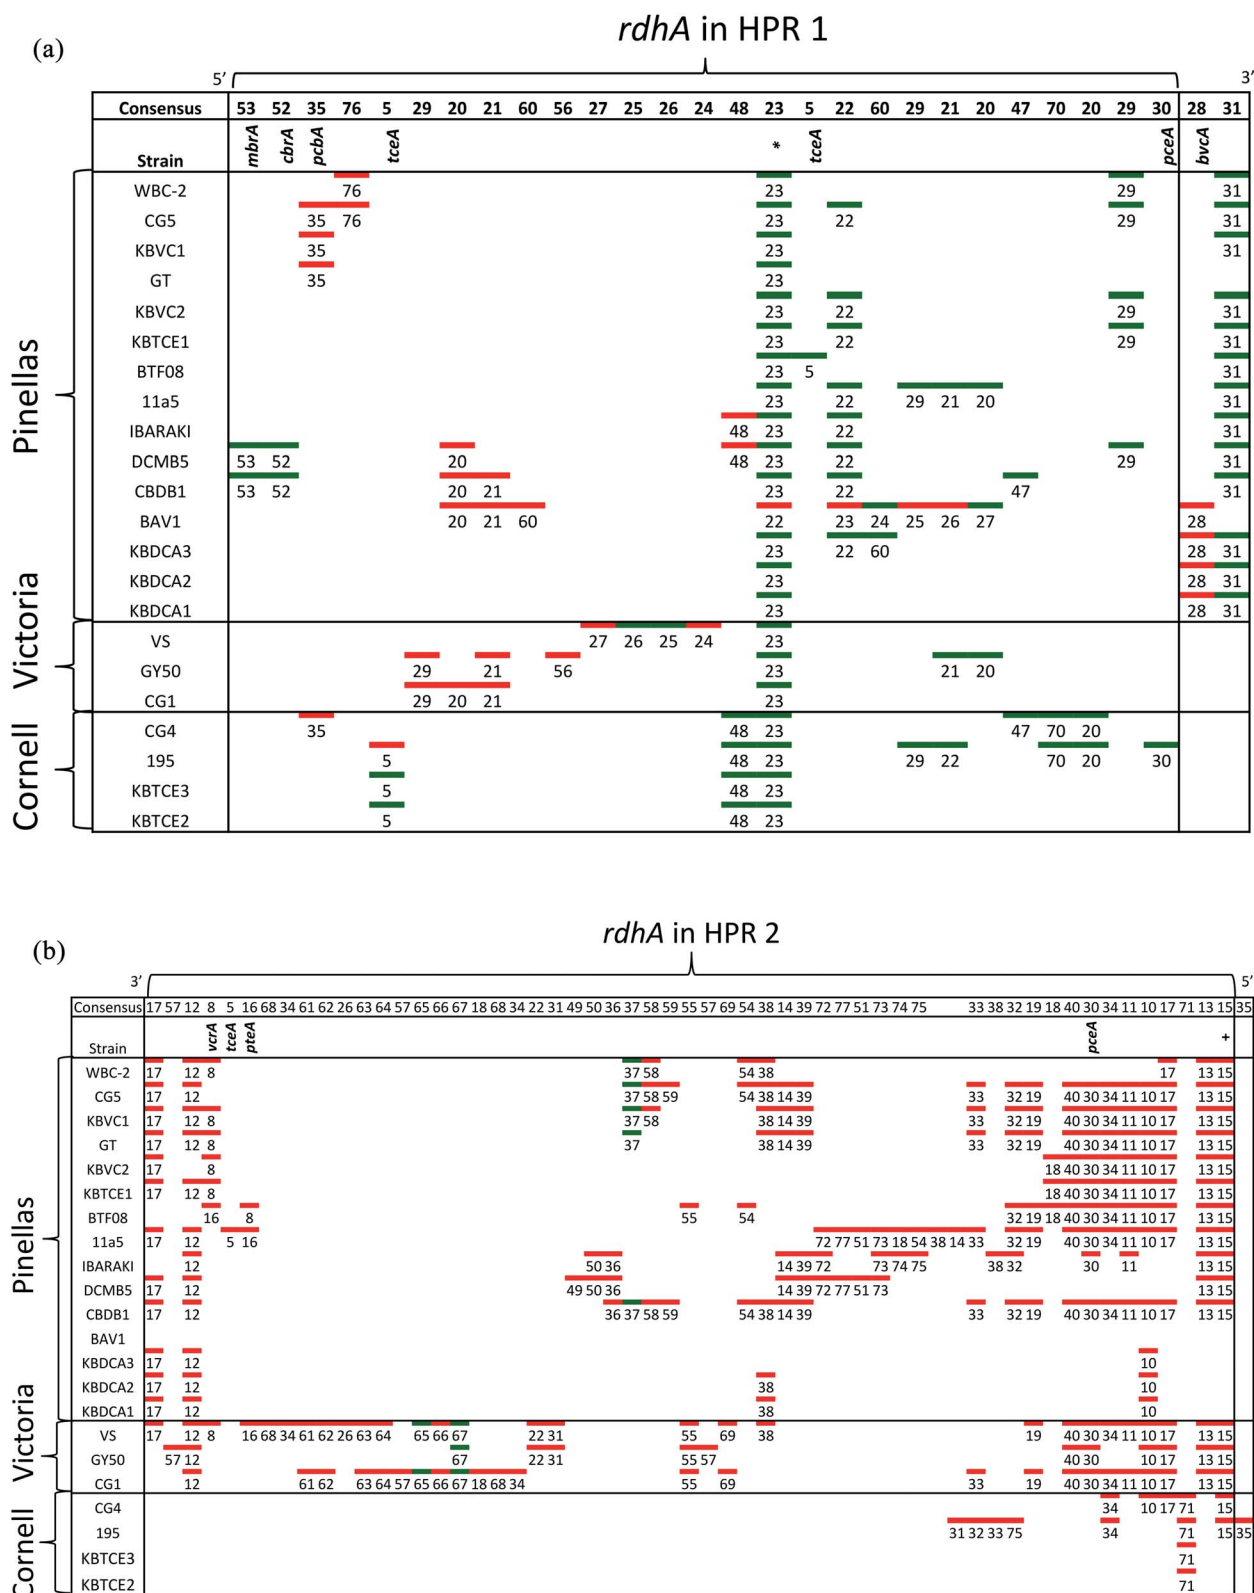 (a)
rdhA in HPR 1
5' 3'
Consensus 53 52 35 76 5 29 20 21 60 56 27 25 26 24 48 23 5 22 60 29 21 20 47 70 20 29 30 28 31
Strain mbrA cbrA pcbA tceA * tceA pceA bvcA
Pinellas
WBC-2 76 23 29 31
CG5 35 76 23 22 29 31
KBVC1 35 23 31
GT 35 23
KBVC2 23 22 29 31
KBTCE1 23 22 29 31
BTF08 23 5 31
11a5 23 22 29 21 20 31
IBARAKI 48 23 22 31
DCMB5 53 52 20 48 23 22 29 31
CBDB1 53 52 20 21 23 22 47 31
BAV1 20 21 60 22 23 24 25 26 27 28
KBDCA3 23 22 60 28 31
KBDCA2 23 28 31
KBDCA1 23 28 31
Victoria
VS 27 26 25 24 23
GY50 29 21 56 23 21 20
CG1 29 20 21 23
Cornell
CG4 35 48 23 47 70 20
195 5 48 23 29 22 70 20 30
KBTCE3 5 48 23
KBTCE2 5 48 23
(b)
rdhA in HPR 2
3' 5'
Consensus 17 57 12 8 5 16 68 34 61 62 26 63 64 57 65 66 67 18 68 34 22 31 49 50 36 37 58 59 55 57 69 54 38 14 39 72 77 51 73 74 75 33 38 32 19 18 40 30 34 11 10 17 71 13 15 35
Strain vcrA tceA pteA pceA +
Pinellas
WBC-2 17 12 8 37 58 54 38 17 13 15
CG5 17 12 37 58 59 54 38 14 39 33 32 19 40 30 34 11 10 17 13 15
KBVC1 17 12 8 37 58 38 14 39 33 32 19 40 30 34 11 10 17 13 15
GT 17 12 8 37 38 14 39 33 32 19 40 30 34 11 10 17 13 15
KBVC2 17 8 18 40 30 34 11 10 17 13 15
KBTCE1 17 12 8 18 40 30 34 11 10 17 13 15
BTF08 16 8 55 54 32 19 18 40 30 34 11 10 17 13 15
11a5 17 12 5 16 72 77 51 73 18 54 38 14 33 32 19 40 30 34 11 10 17 13 15
IBARAKI 12 50 36 14 39 72 73 74 75 38 32 30 11 13 15
DCMB5 17 12 49 50 36 14 39 72 77 51 73 13 15
CBDB1 17 12 36 37 58 59 54 38 14 39 33 32 19 40 30 34 11 10 17 13 15
BAV1
KBDCA3 17 12 10
KBDCA2 17 12 38 10
KBDCA1 17 12 38 10
Victoria
VS 17 12 8 16 68 34 61 62 26 63 64 65 66 67 22 31 55 69 38 19 40 30 34 11 10 17 13 15
GY50 57 12 67 22 31 55 57 40 30 10 17 13 15
CG1 12 61 62 63 64 57 65 66 67 18 68 34 55 69 33 19 40 30 34 11 10 17 13 15
Cornell
CG4 34 10 17 71 15
195 31 32 33 75 34 71 15 35
KBTCE3 71
KBTCE2 71